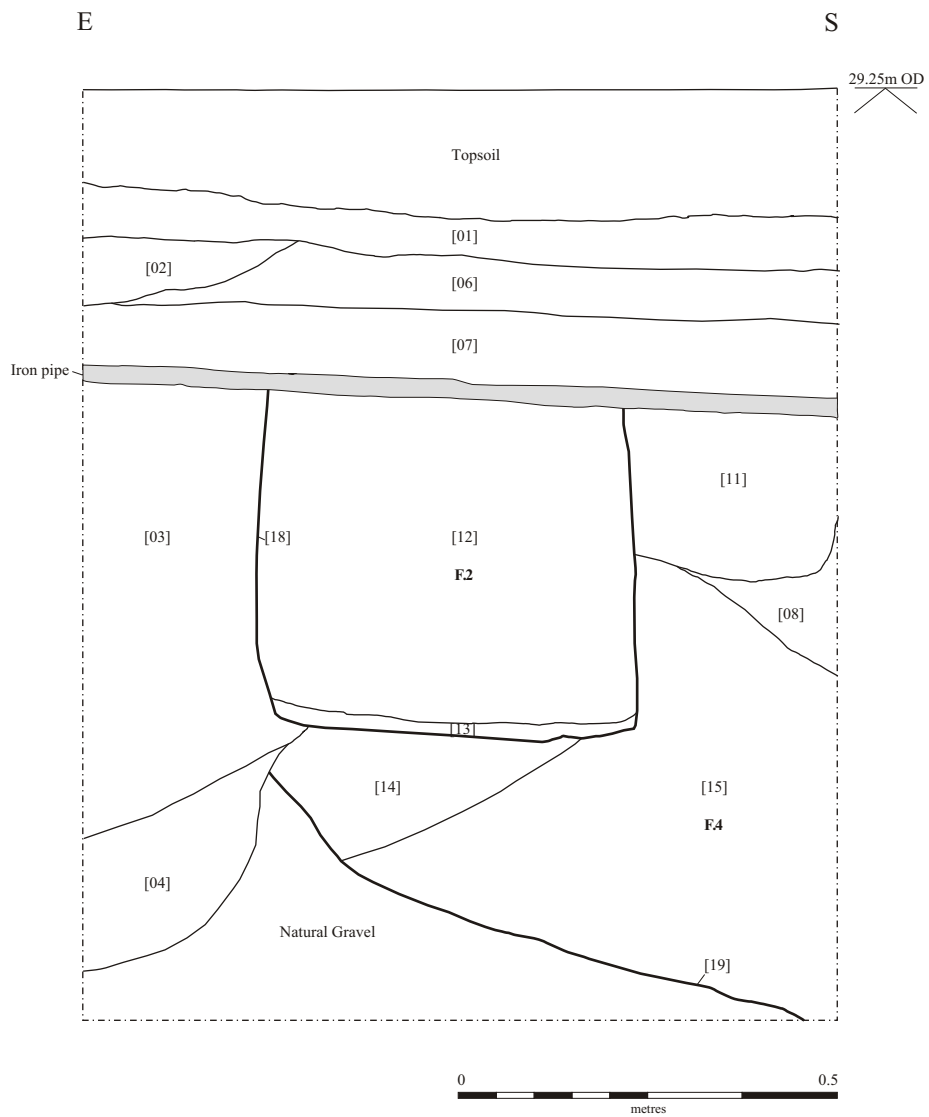 E
S
29.25m OD
Topsoil
[01]
[02]
[06]
[07]
Iron pipe
[11]
[03]
[18]
[12]
F.2
[08]
[13]
[14]
[15]
F.4
[04]
Natural Gravel
[19]
0
0.5
metres